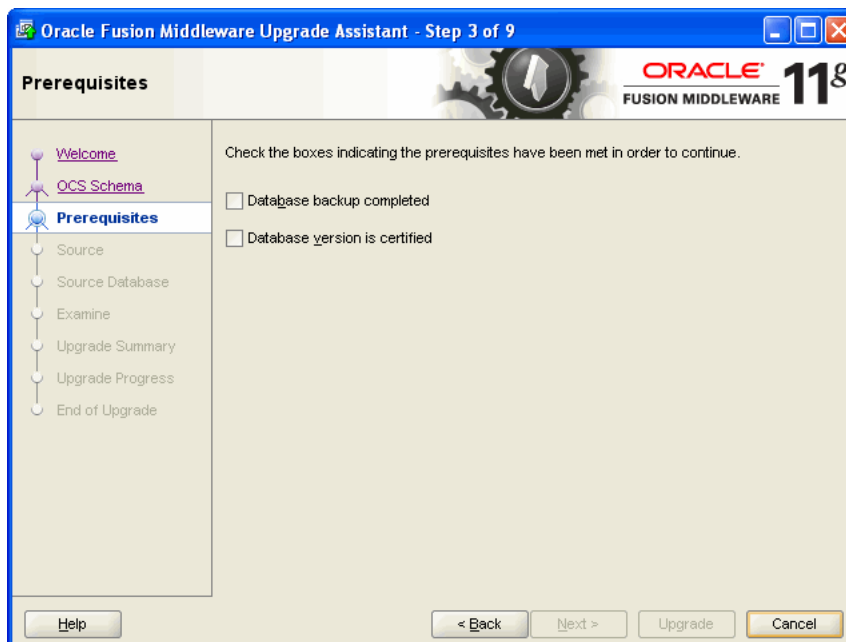 Oracle Fusion Middleware Upgrade Assistant - Step 3 of 9
Prerequisites
ORACLE
FUSION MIDDLEWARE
11g
Welcome
OCS Schema
Prerequisites
Source
Source Database
Examine
Upgrade Summary
Upgrade Progress
End of Upgrade
Check the boxes indicating the prerequisites have been met in order to continue.
Database backup completed
Database version is certified
Help
< Back
Next >
Upgrade
Cancel